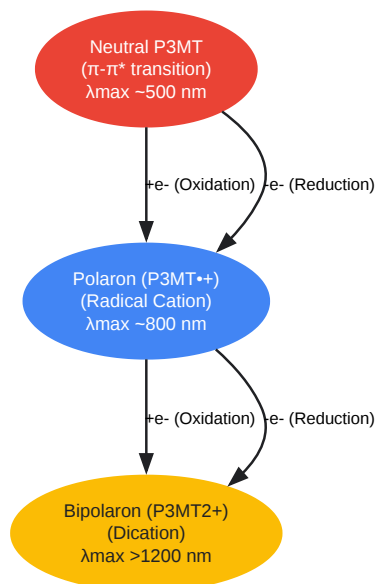 Neutral P3MT
(π-π* transition)
λmax ~500 nm
+e- (Oxidation)
-e- (Reduction)
Polaron (P3MT•+)
(Radical Cation)
λmax ~800 nm
+e- (Oxidation)
-e- (Reduction)
Bipolaron (P3MT2+)
(Dication)
λmax >1200 nm